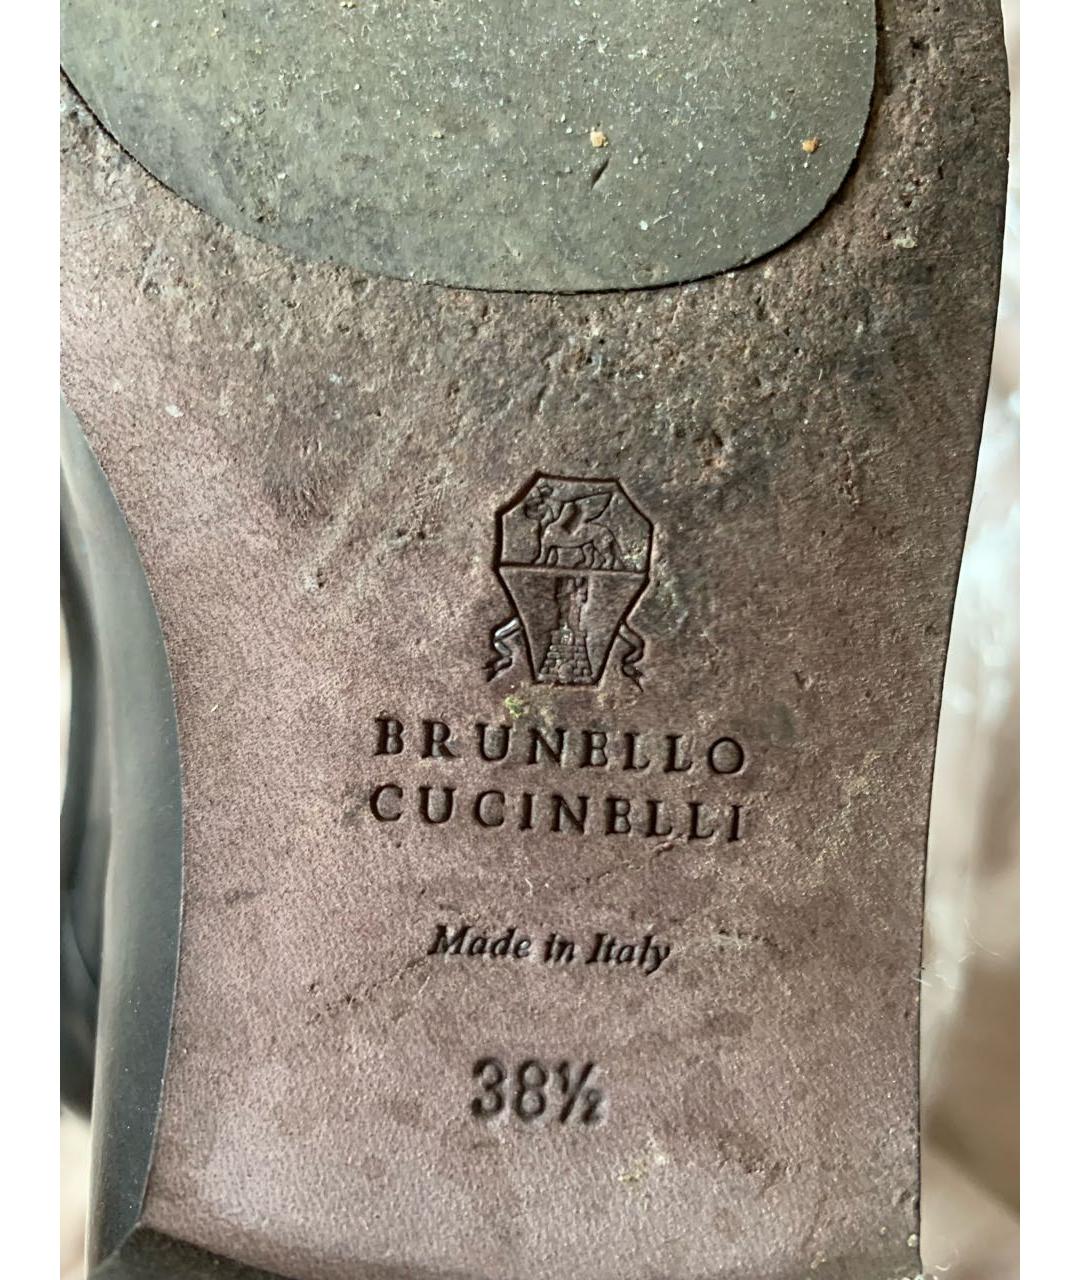 BRUNELLO
CUCINELLI
Made in Italy
38½